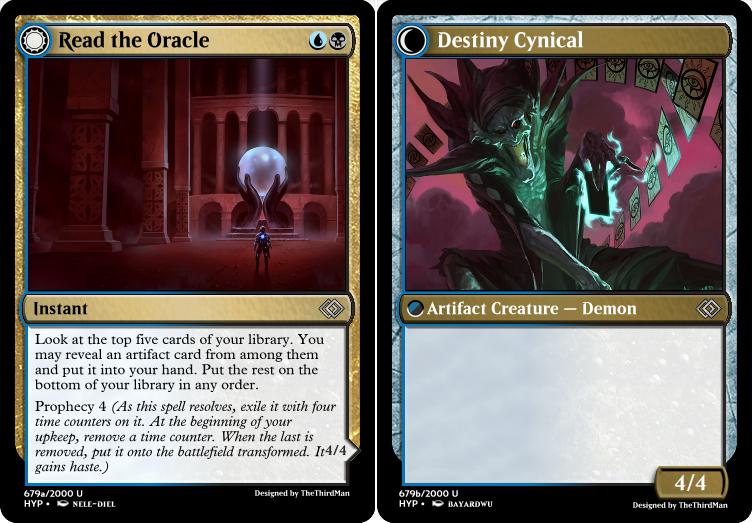 Read the Oracle
Instant
Look at the top five cards of your library. You
may reveal an artifact card from among them
and put it into your hand. Put the rest on the
bottom of your library in any order.
Prophecy 4 (As this spell resolves, exile it with four
time counters on it. At the beginning of your
upkeep, remove a time counter. When the last is
removed, put it onto the battlefield transformed. It
gains haste.)
4/4
679a/2000 U
HYP • NELE-DIEL
Designed by TheThirdMan
Destiny Cynical
Artifact Creature — Demon
4/4
679b/2000 U
HYP • BAYARDWU
Designed by TheThirdMan